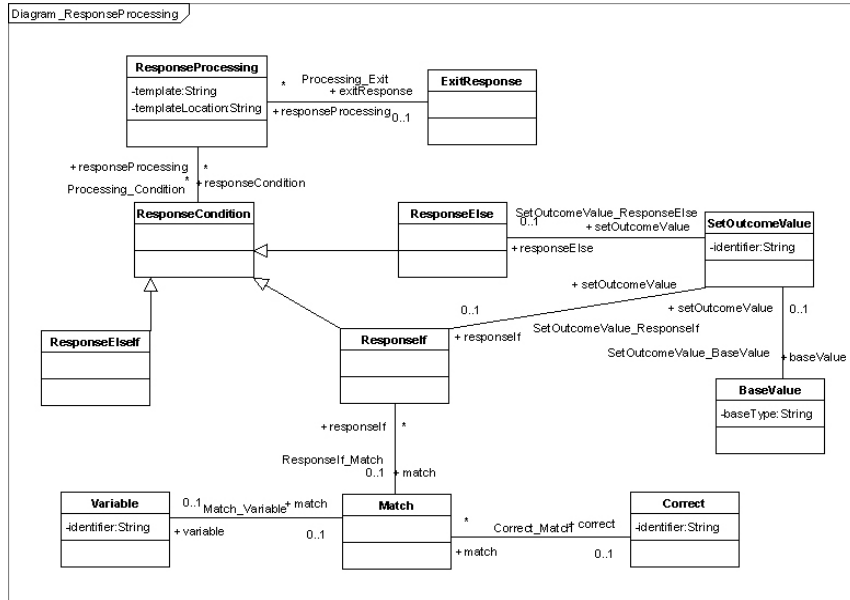 Diagram_ResponseProcessing
ResponseProcessing
-template:String
-templateLocation:String
*
Processing_Exit
+ exitResponse
+ responseProcessing
0..1
ExitResponse
+ responseProcessing
*
Processing_Condition
*
+ responseCondition
ResponseCondition
ResponseElse
SetOutcomeValue_ResponseElse
0..1
+ setOutcomeValue
+ responseElse
SetOutcomeValue
-identifier:String
+ setOutcomeValue
0..1
+ responseIf
SetOutcomeValue_ResponseIf
+ setOutcomeValue
0..1
SetOutcomeValue_BaseValue
+ baseValue
ResponseElseIf
ResponseIf
BaseValue
-baseType:String
+ responseIf
*
ResponseIf_Match
0..1
+ match
Variable
-identifier:String
0..1
Match_Variable
+ match
+ variable
0..1
Match
*
Correct_Match
+ correct
+ match
0..1
Correct
-identifier:String